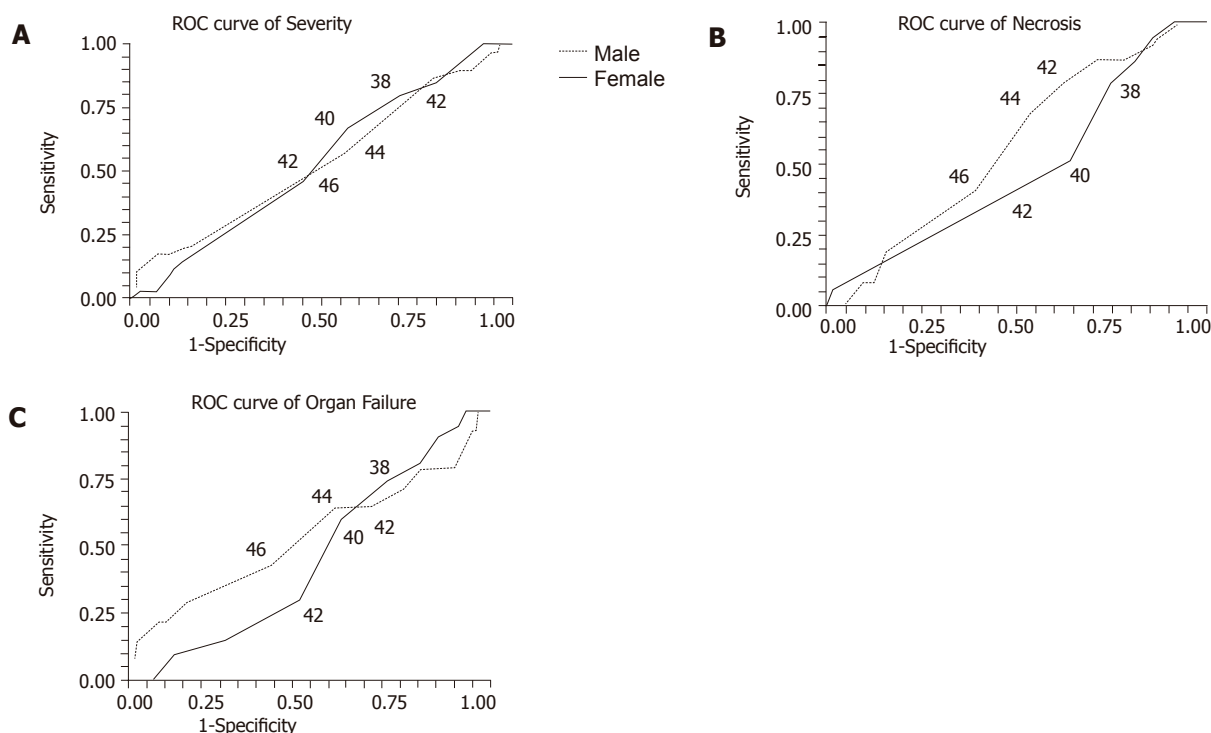 A
ROC curve of Severity
1.00
0.75
0.50
0.25
0.00
Sensitivity
38
40
42
42
44
46
0.00 0.25 0.50 0.75 1.00
1-Specificity
Male
Female
B
ROC curve of Necrosis
1.00
0.75
0.50
0.25
0.00
Sensitivity
42
44
38
46
40
42
0.00 0.25 0.50 0.75 1.00
1-Specificity
C
ROC curve of Organ Failure
1.00
0.75
0.50
0.25
0.00
Sensitivity
38
44
42
40
46
42
0.00 0.25 0.50 0.75 1.00
1-Specificity